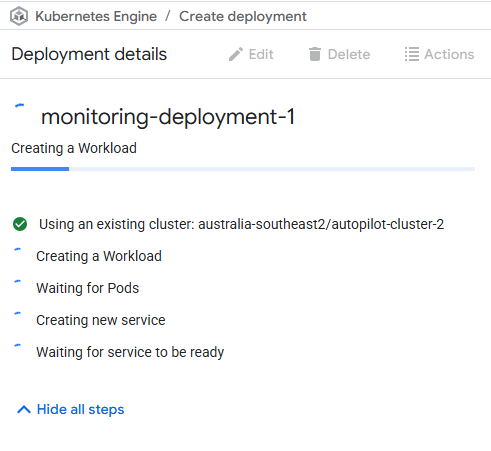 Kubernetes Engine / Create deployment
Deployment details Edit Delete Actions
monitoring-deployment-1
Creating a Workload
Using an existing cluster: australia-southeast2/autopilot-cluster-2
Creating a Workload
Waiting for Pods
Creating new service
Waiting for service to be ready
Hide all steps